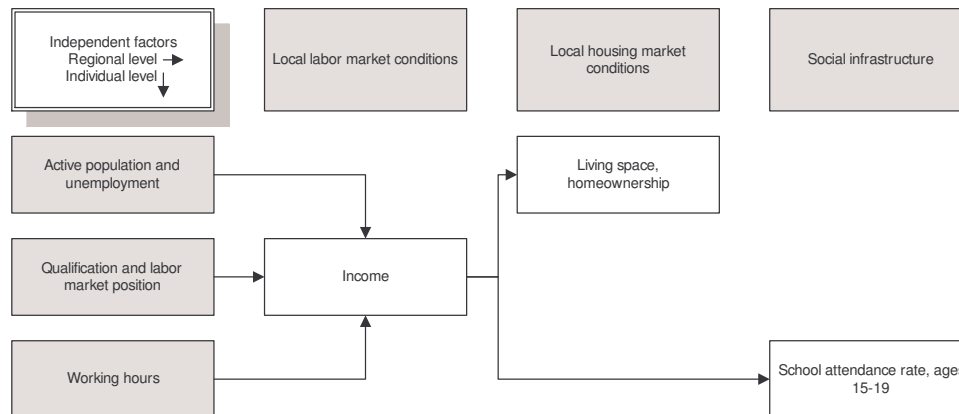 Independent factors
Regional level
Individual level
Local labor market conditions
Local housing market
conditions
Social infrastructure
Active population and
unemployment
Living space,
homeownership
Qualification and labor
market position
Income
Working hours
School attendance rate, ages
15-19